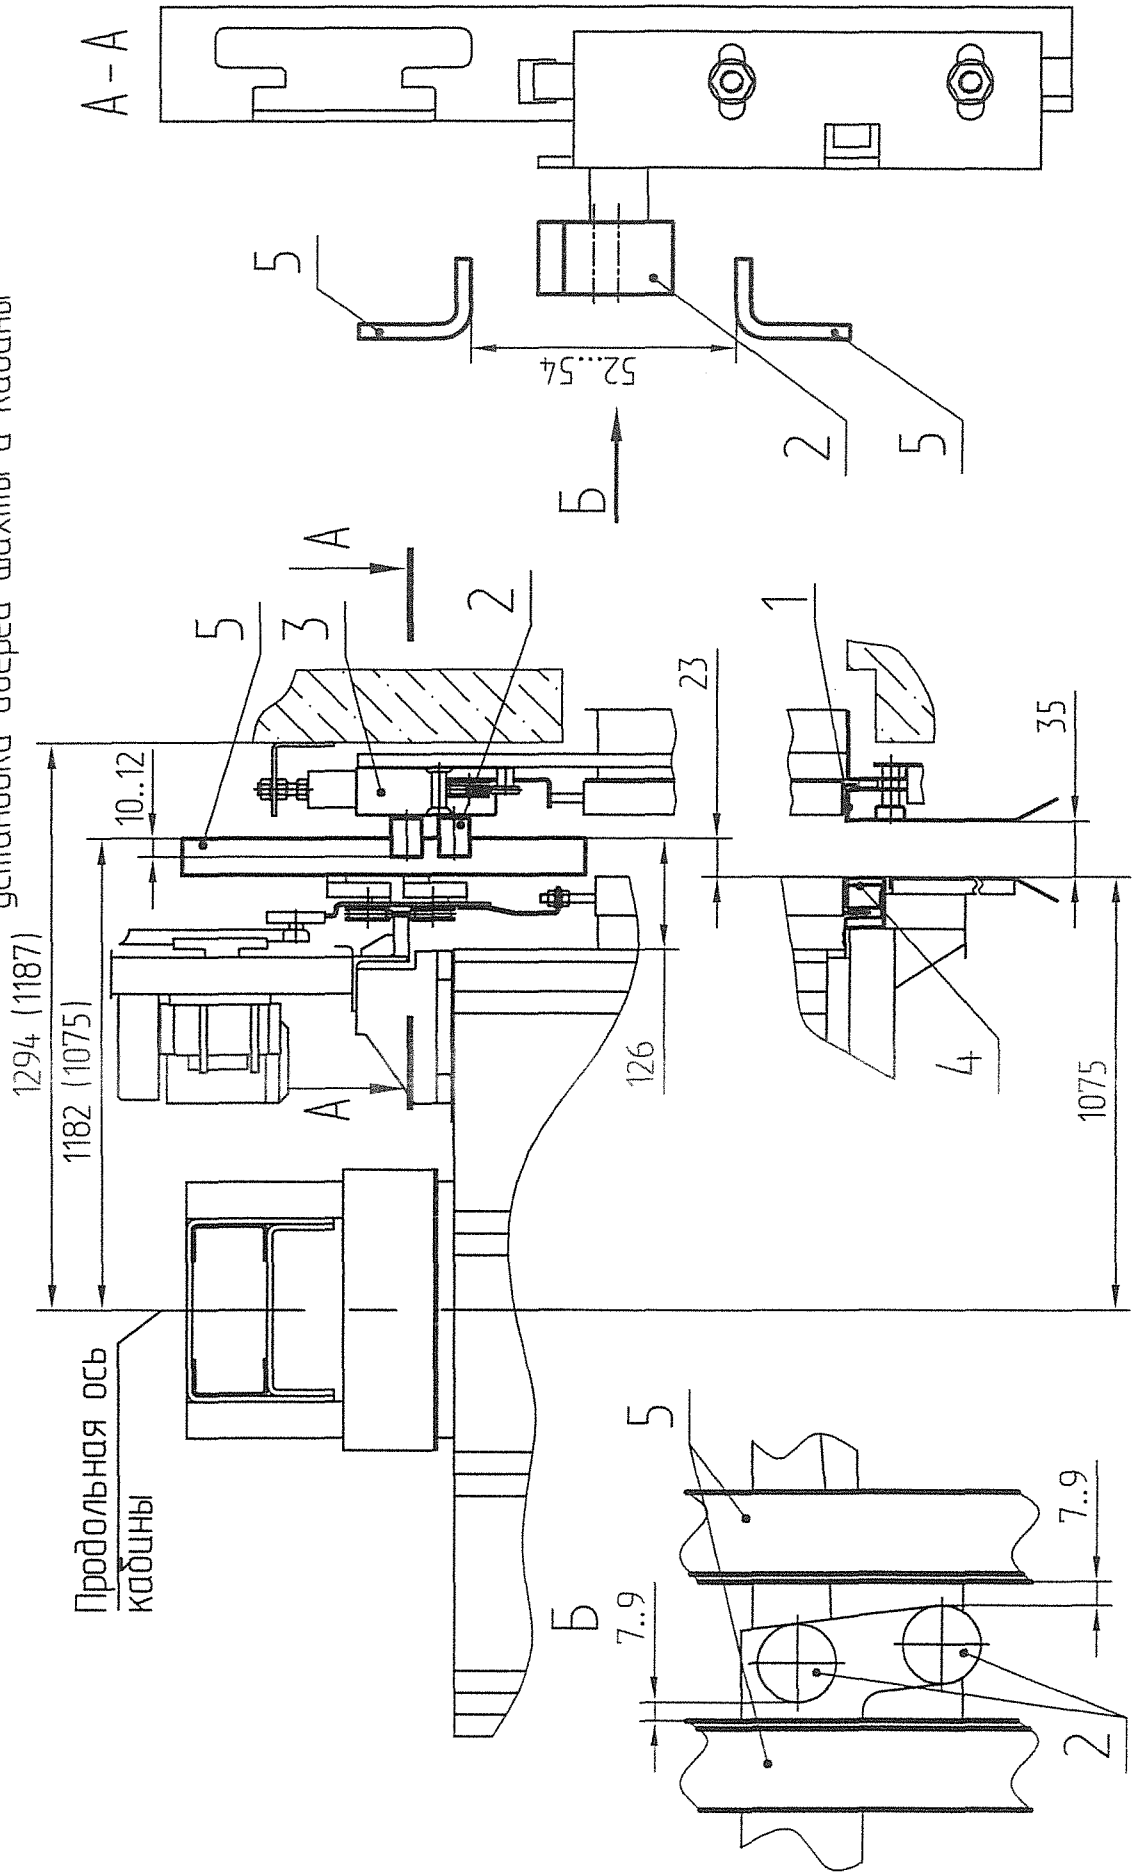 установка дверей шахты и кабины
1294 (1187)
1182 (1075)
10..12
Продольная ось
кабины
5
3
2
А
А
126
23
1
35
4
1075
А - А
5
52...54
2
5
Б
Б
5
7..9
7..9
2